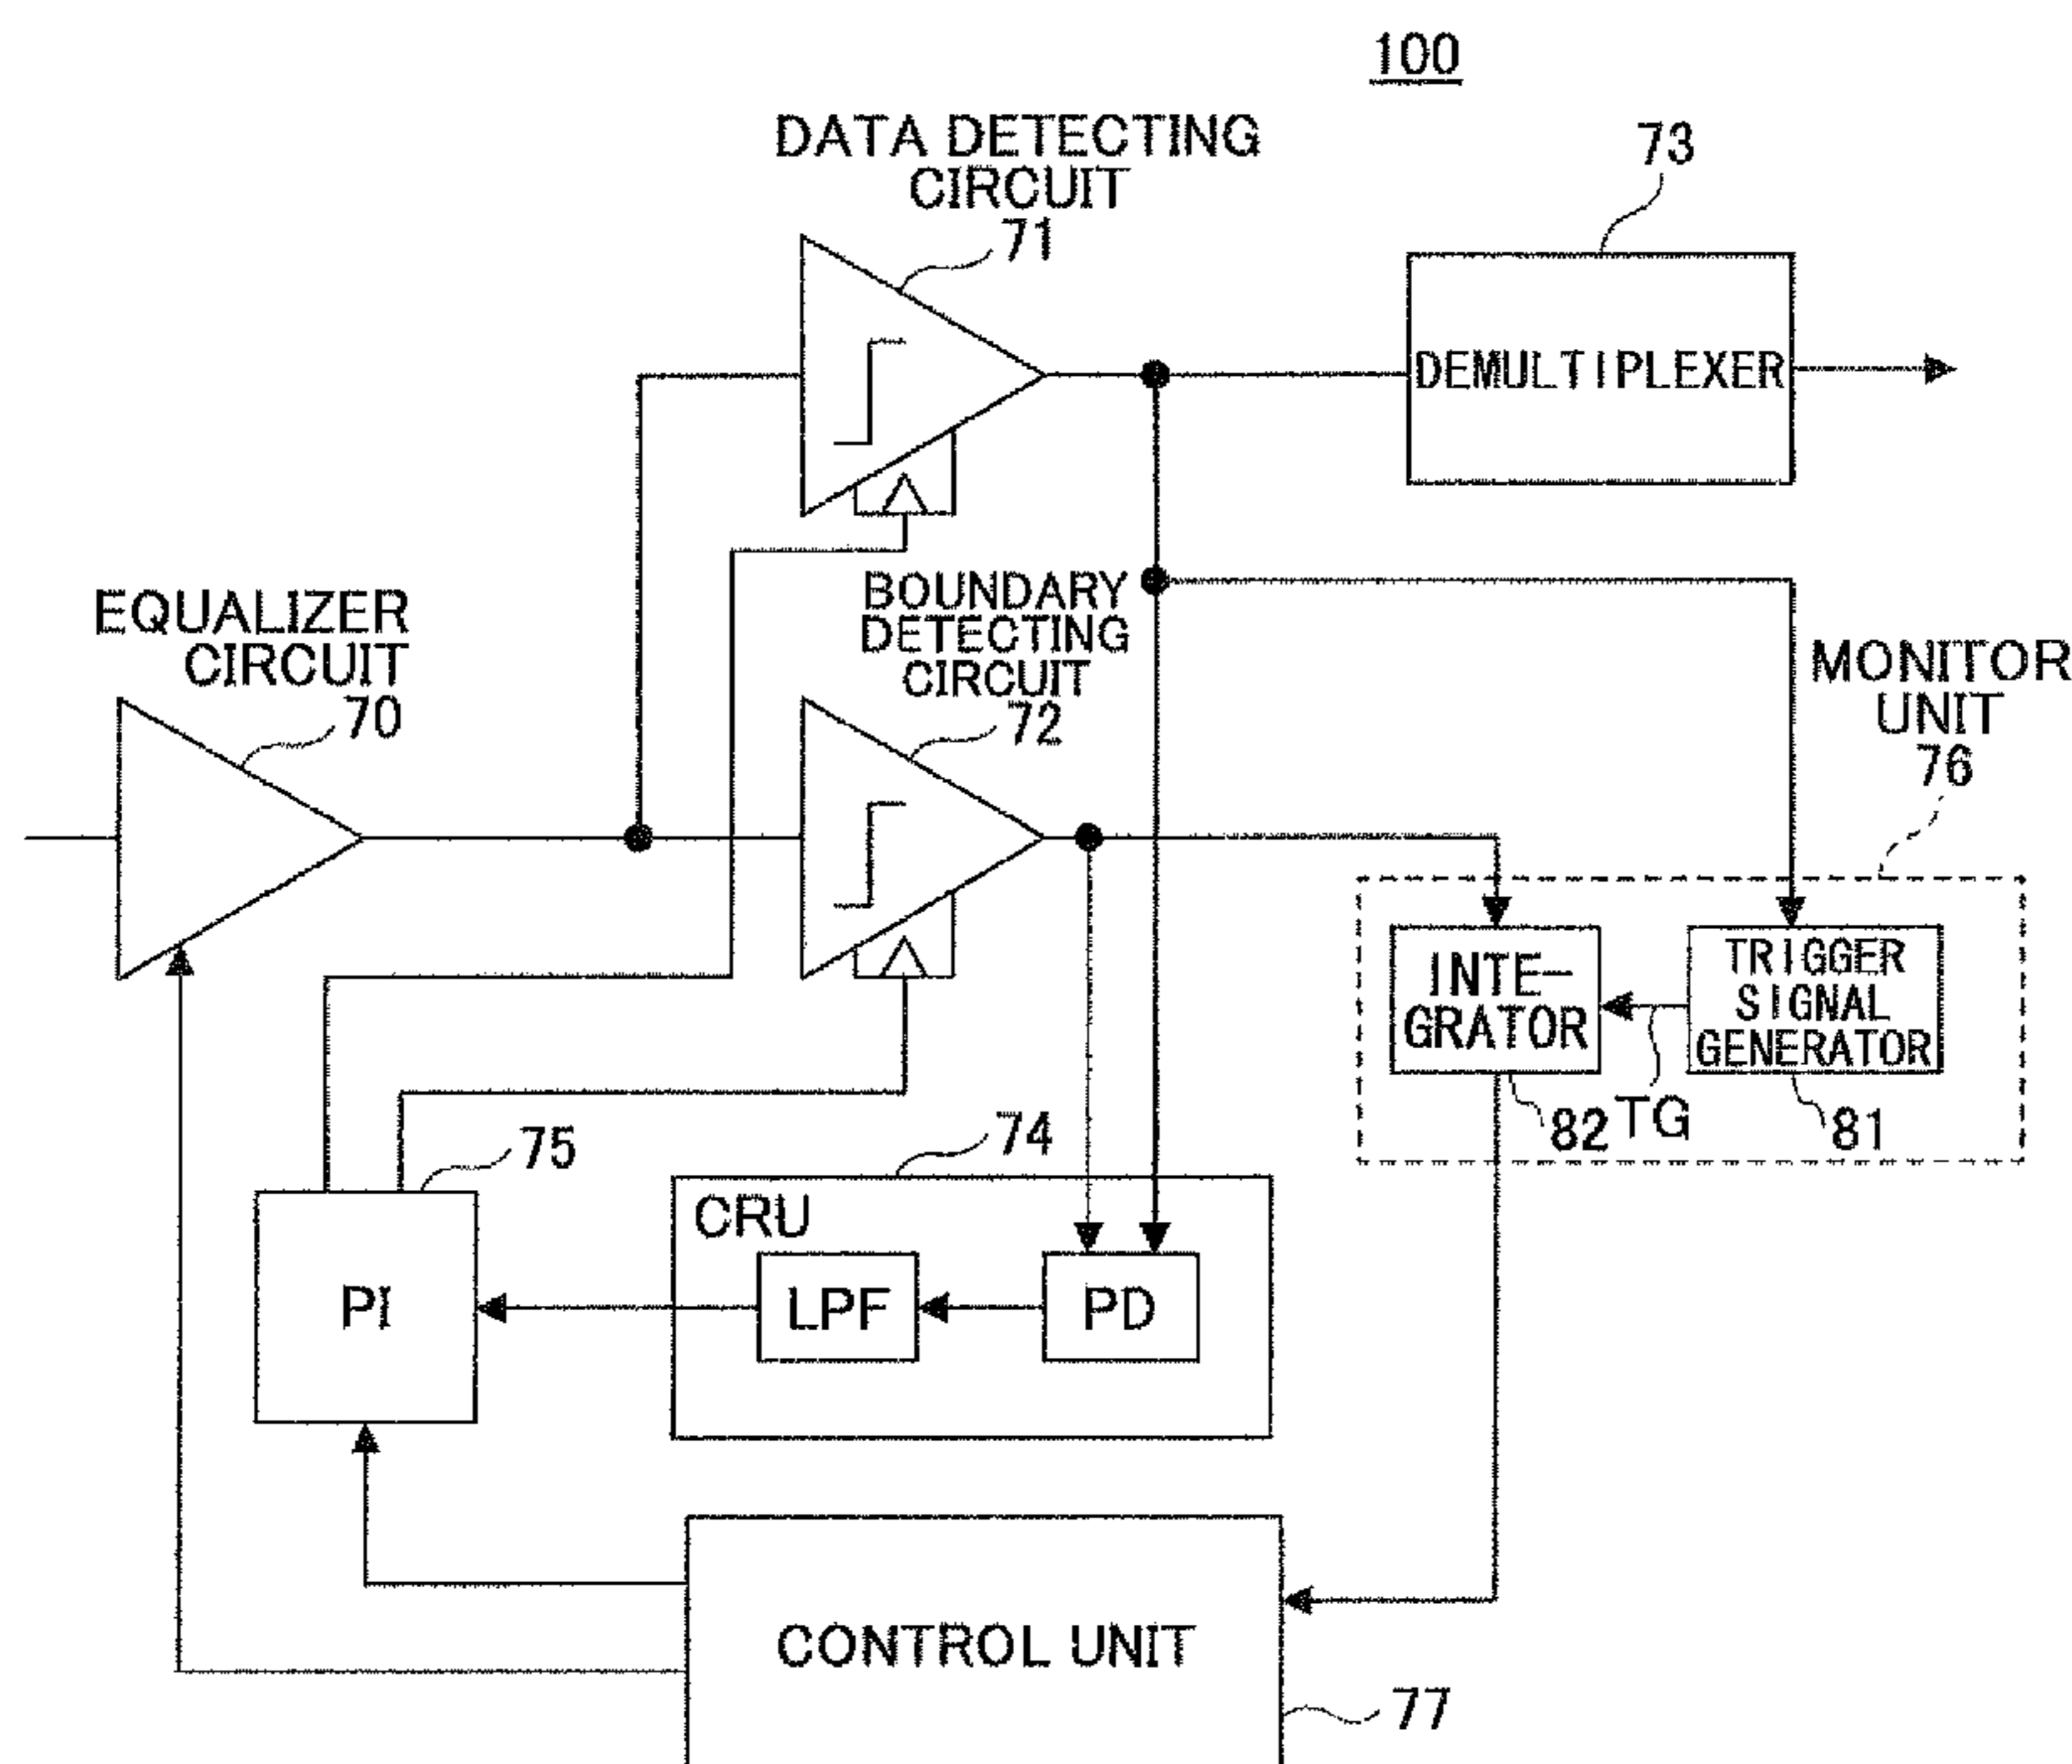 100
DATA DETECTING
CIRCUIT
71
73
DEMULTIPLEXER
EQUALIZER
CIRCUIT
70
BOUNDARY
DETECTING
CIRCUIT
72
MONITOR
UNIT
76
INTE-
GRATOR
TRIGGER
SIGNAL
GENERATOR
82
TG
81
75
74
CRU
PI
LPF
PD
CONTROL UNIT
77